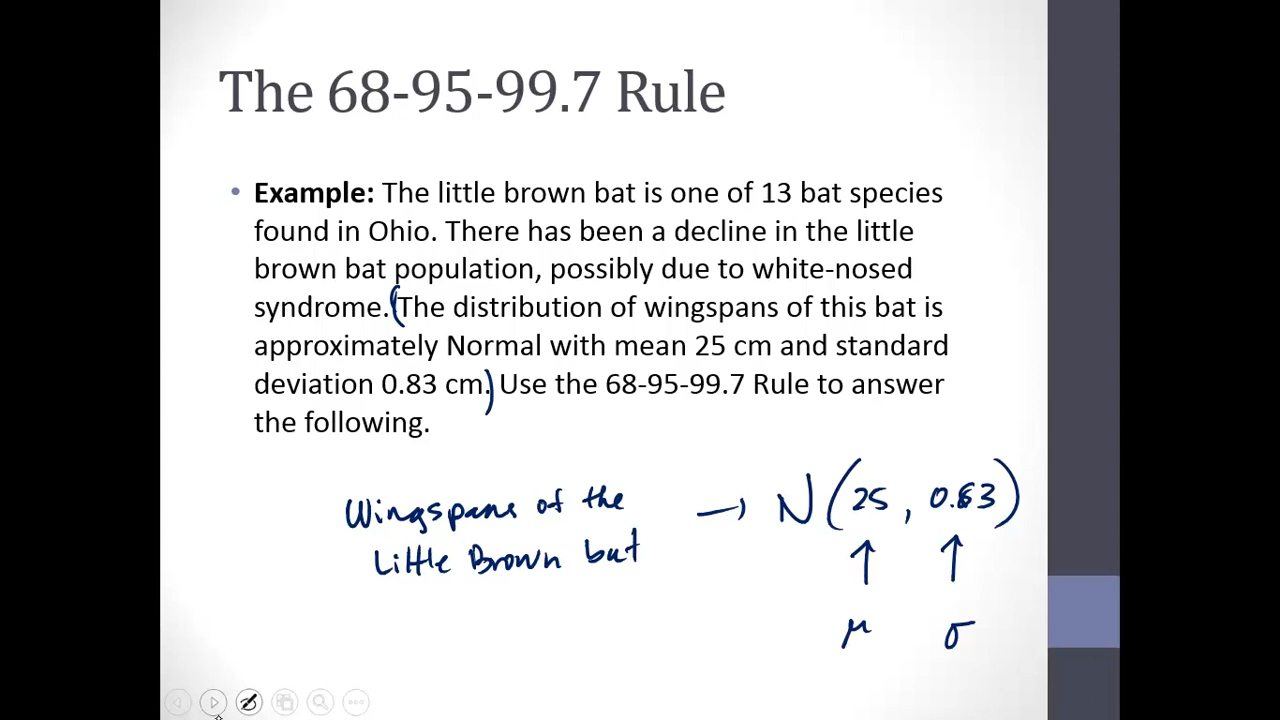 The 68-95-99.7 Rule
• Example: The little brown bat is one of 13 bat species
found in Ohio. There has been a decline in the little
brown bat population, possibly due to white-nosed
syndrome. (The distribution of wingspans of this bat is
approximately Normal with mean 25 cm and standard
deviation 0.83 cm.) Use the 68-95-99.7 Rule to answer
the following.
Wingspans of the → N(25, 0.83)
Little Brown bat
↑ ↑
μ σ